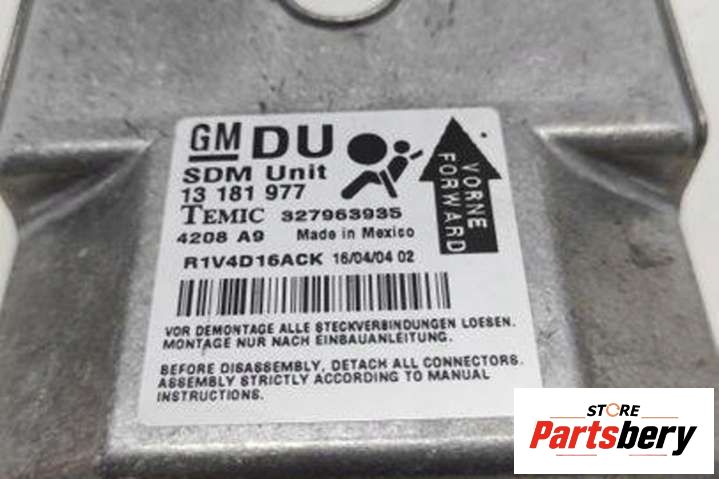 GM DU
SDM Unit
13 181 977
TEMIC 327963935
4208 A9 Made in Mexico
R1V4D16ACK 16/04/04 02
VORNE
FORWARD
VOR DEMONTAGE ALLE STECKVERBINDUNGEN LOESEN.
MONTAGE NUR NACH EINBAUANLEITUNG.
BEFORE DISASSEMBLY, DETACH ALL CONNECTORS.
ASSEMBLY STRICTLY ACCORDING TO MANUAL
INSTRUCTIONS.
STORE
Partsbery